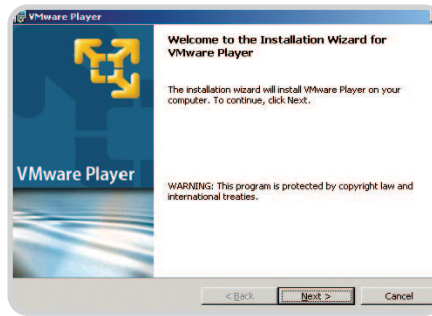 VMware Player
Welcome to the Installation Wizard for
VMware Player
The installation wizard will install VMware Player on your
computer. To continue, click Next.
VMware Player
WARNING: This program is protected by copyright law and
international treaties.
< Back
Next >
Cancel